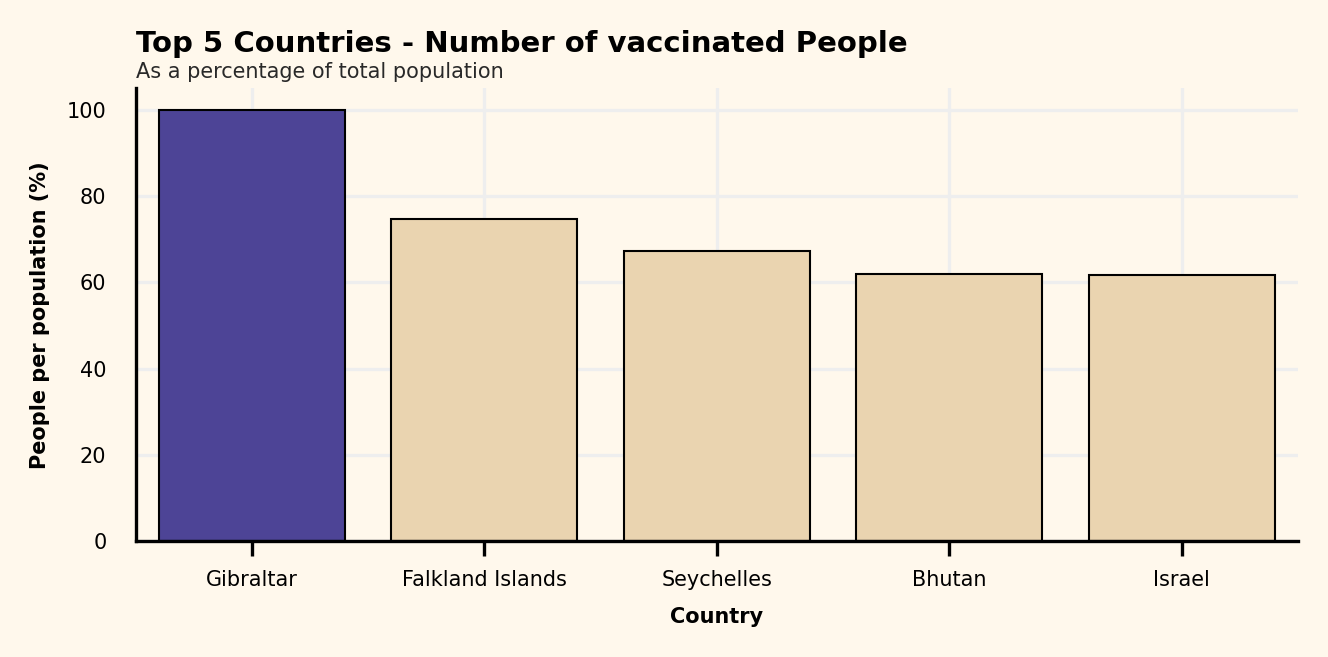 Top 5 Countries - Number of vaccinated People
As a percentage of total population
People per population (%)
100
80
60
40
20
0
Gibraltar Falkland Islands Seychelles Bhutan Israel
Country